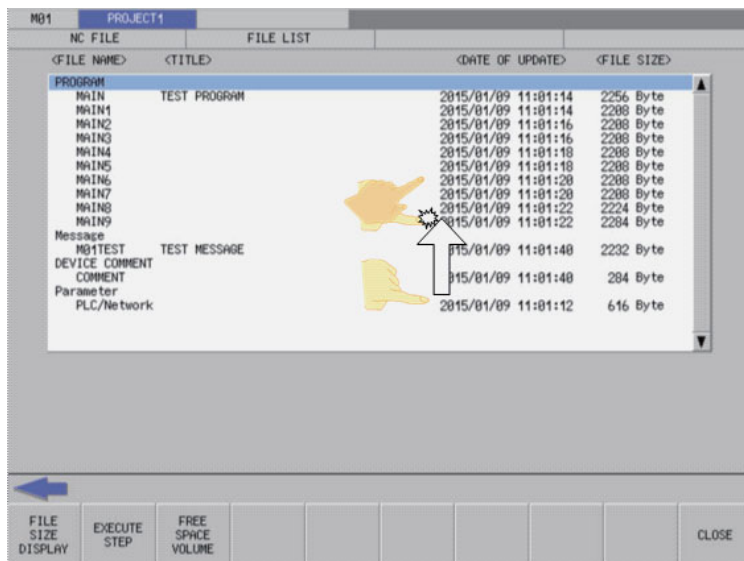 M01 PROJECT1
NC FILE FILE LIST
<FILE NAME> <TITLE> <DATE OF UPDATE> <FILE SIZE>
PROGRAM
MAIN TEST PROGRAM 2015/01/09 11:01:14 2256 Byte
MAIN1 2015/01/09 11:01:14 2208 Byte
MAIN2 2015/01/09 11:01:16 2208 Byte
MAIN3 2015/01/09 11:01:16 2208 Byte
MAIN4 2015/01/09 11:01:18 2208 Byte
MAIN5 2015/01/09 11:01:18 2208 Byte
MAIN6 2015/01/09 11:01:20 2208 Byte
MAIN7 2015/01/09 11:01:20 2208 Byte
MAIN8 2015/01/09 11:01:22 2224 Byte
MAIN9 2015/01/09 11:01:22 2284 Byte
Message
M01TEST TEST MESSAGE 2015/01/09 11:01:40 2232 Byte
DEVICE COMMENT
COMMENT 2015/01/09 11:01:40 284 Byte
Parameter
PLC/Network 2015/01/09 11:01:12 616 Byte
FILE SIZE DISPLAY
EXECUTE STEP
FREE SPACE VOLUME
CLOSE